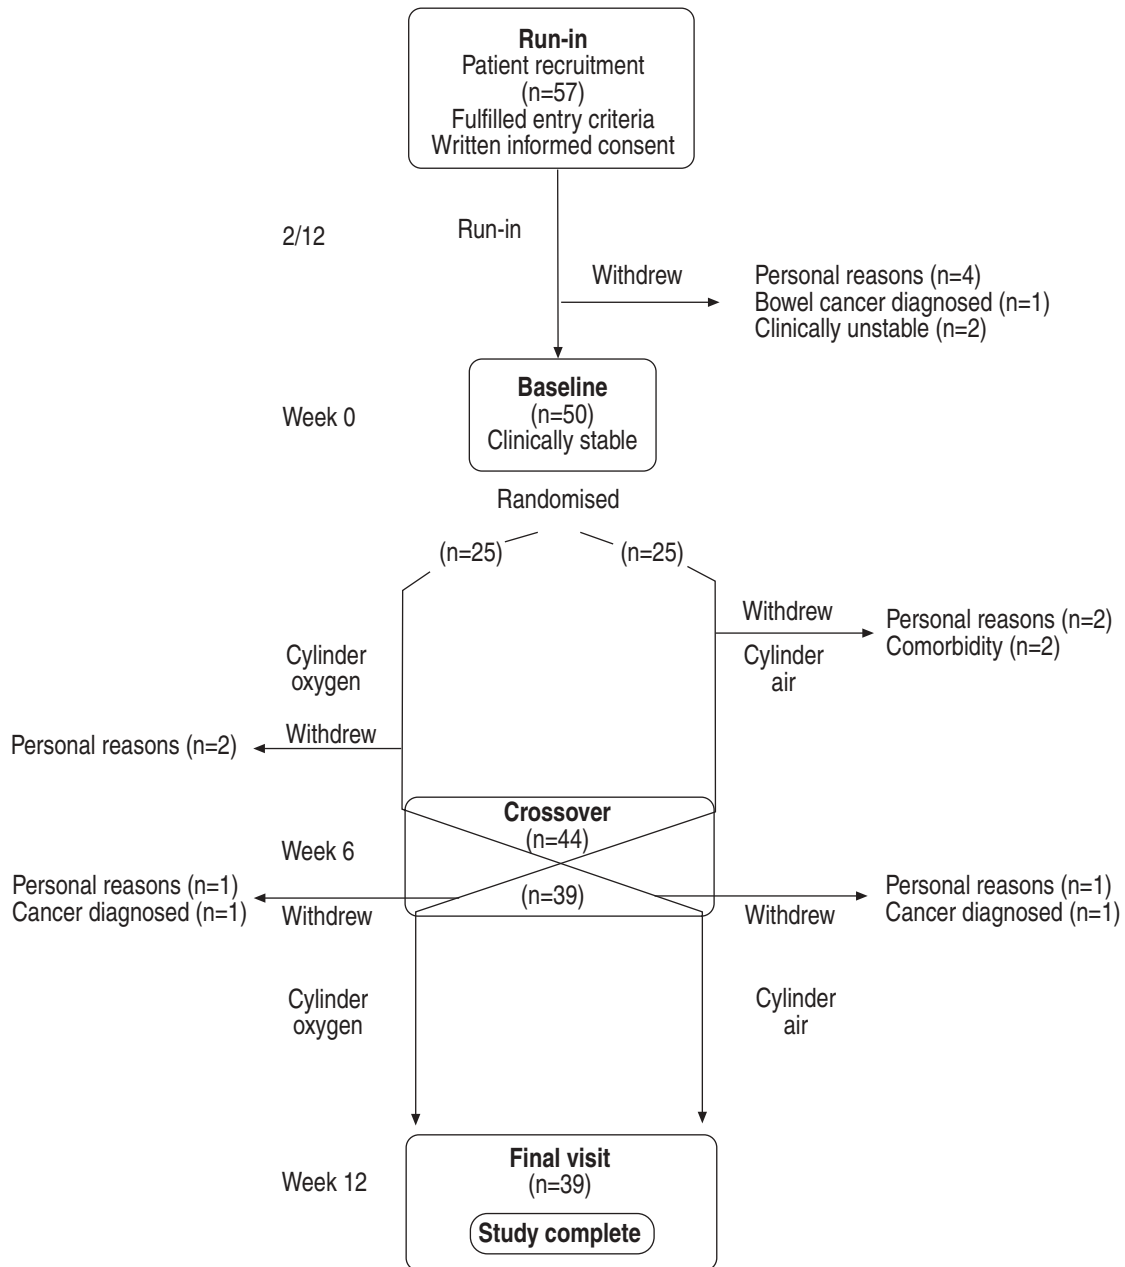 Run-in
Patient recruitment
(n=57)
Fulfilled entry criteria
Written informed consent
2/12
Run-in
Withdrew
Personal reasons (n=4)
Bowel cancer diagnosed (n=1)
Clinically unstable (n=2)
Baseline
(n=50)
Clinically stable
Week 0
Randomised
(n=25)
(n=25)
Withdrew
Personal reasons (n=2)
Comorbidity (n=2)
Cylinder
oxygen
Cylinder
air
Withdrew
Personal reasons (n=2)
Crossover
(n=44)
Week 6
(n=39)
Personal reasons (n=1)
Cancer diagnosed (n=1)
Withdrew
Withdrew
Personal reasons (n=1)
Cancer diagnosed (n=1)
Cylinder
oxygen
Cylinder
air
Final visit
(n=39)
Week 12
Study complete